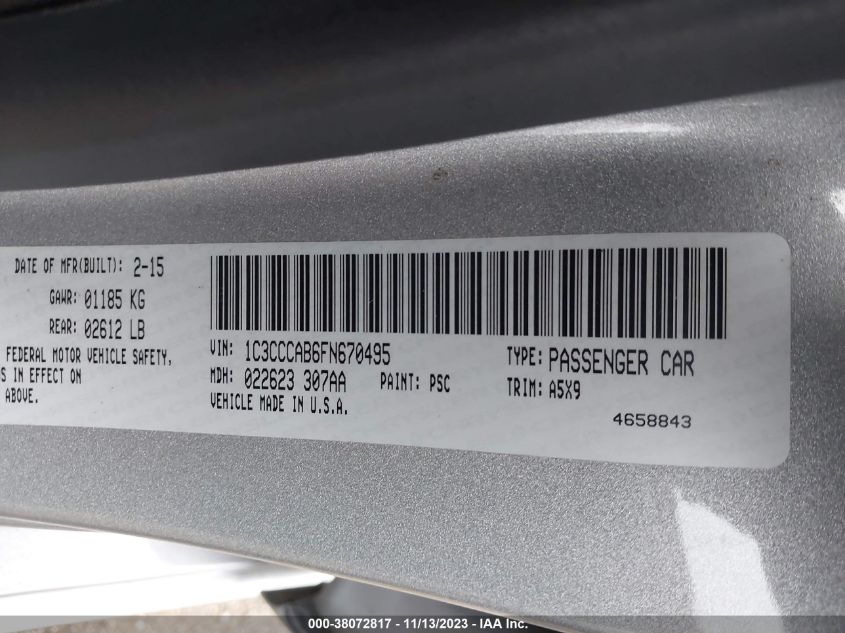 DATE OF MFR(BUILT): 2-15
GAWR: 01185 KG
REAR: 02612 LB
FEDERAL MOTOR VEHICLE SAFETY,
S IN EFFECT ON
ABOVE.
VIN: 1C3CCCAB6FN670495
TYPE: PASSENGER CAR
MDH: 022623 307AA
PAINT: PSC
TRIM: A5X9
VEHICLE MADE IN U.S.A.
4658843
000-38072817 - 11/13/2023 - IAA Inc.